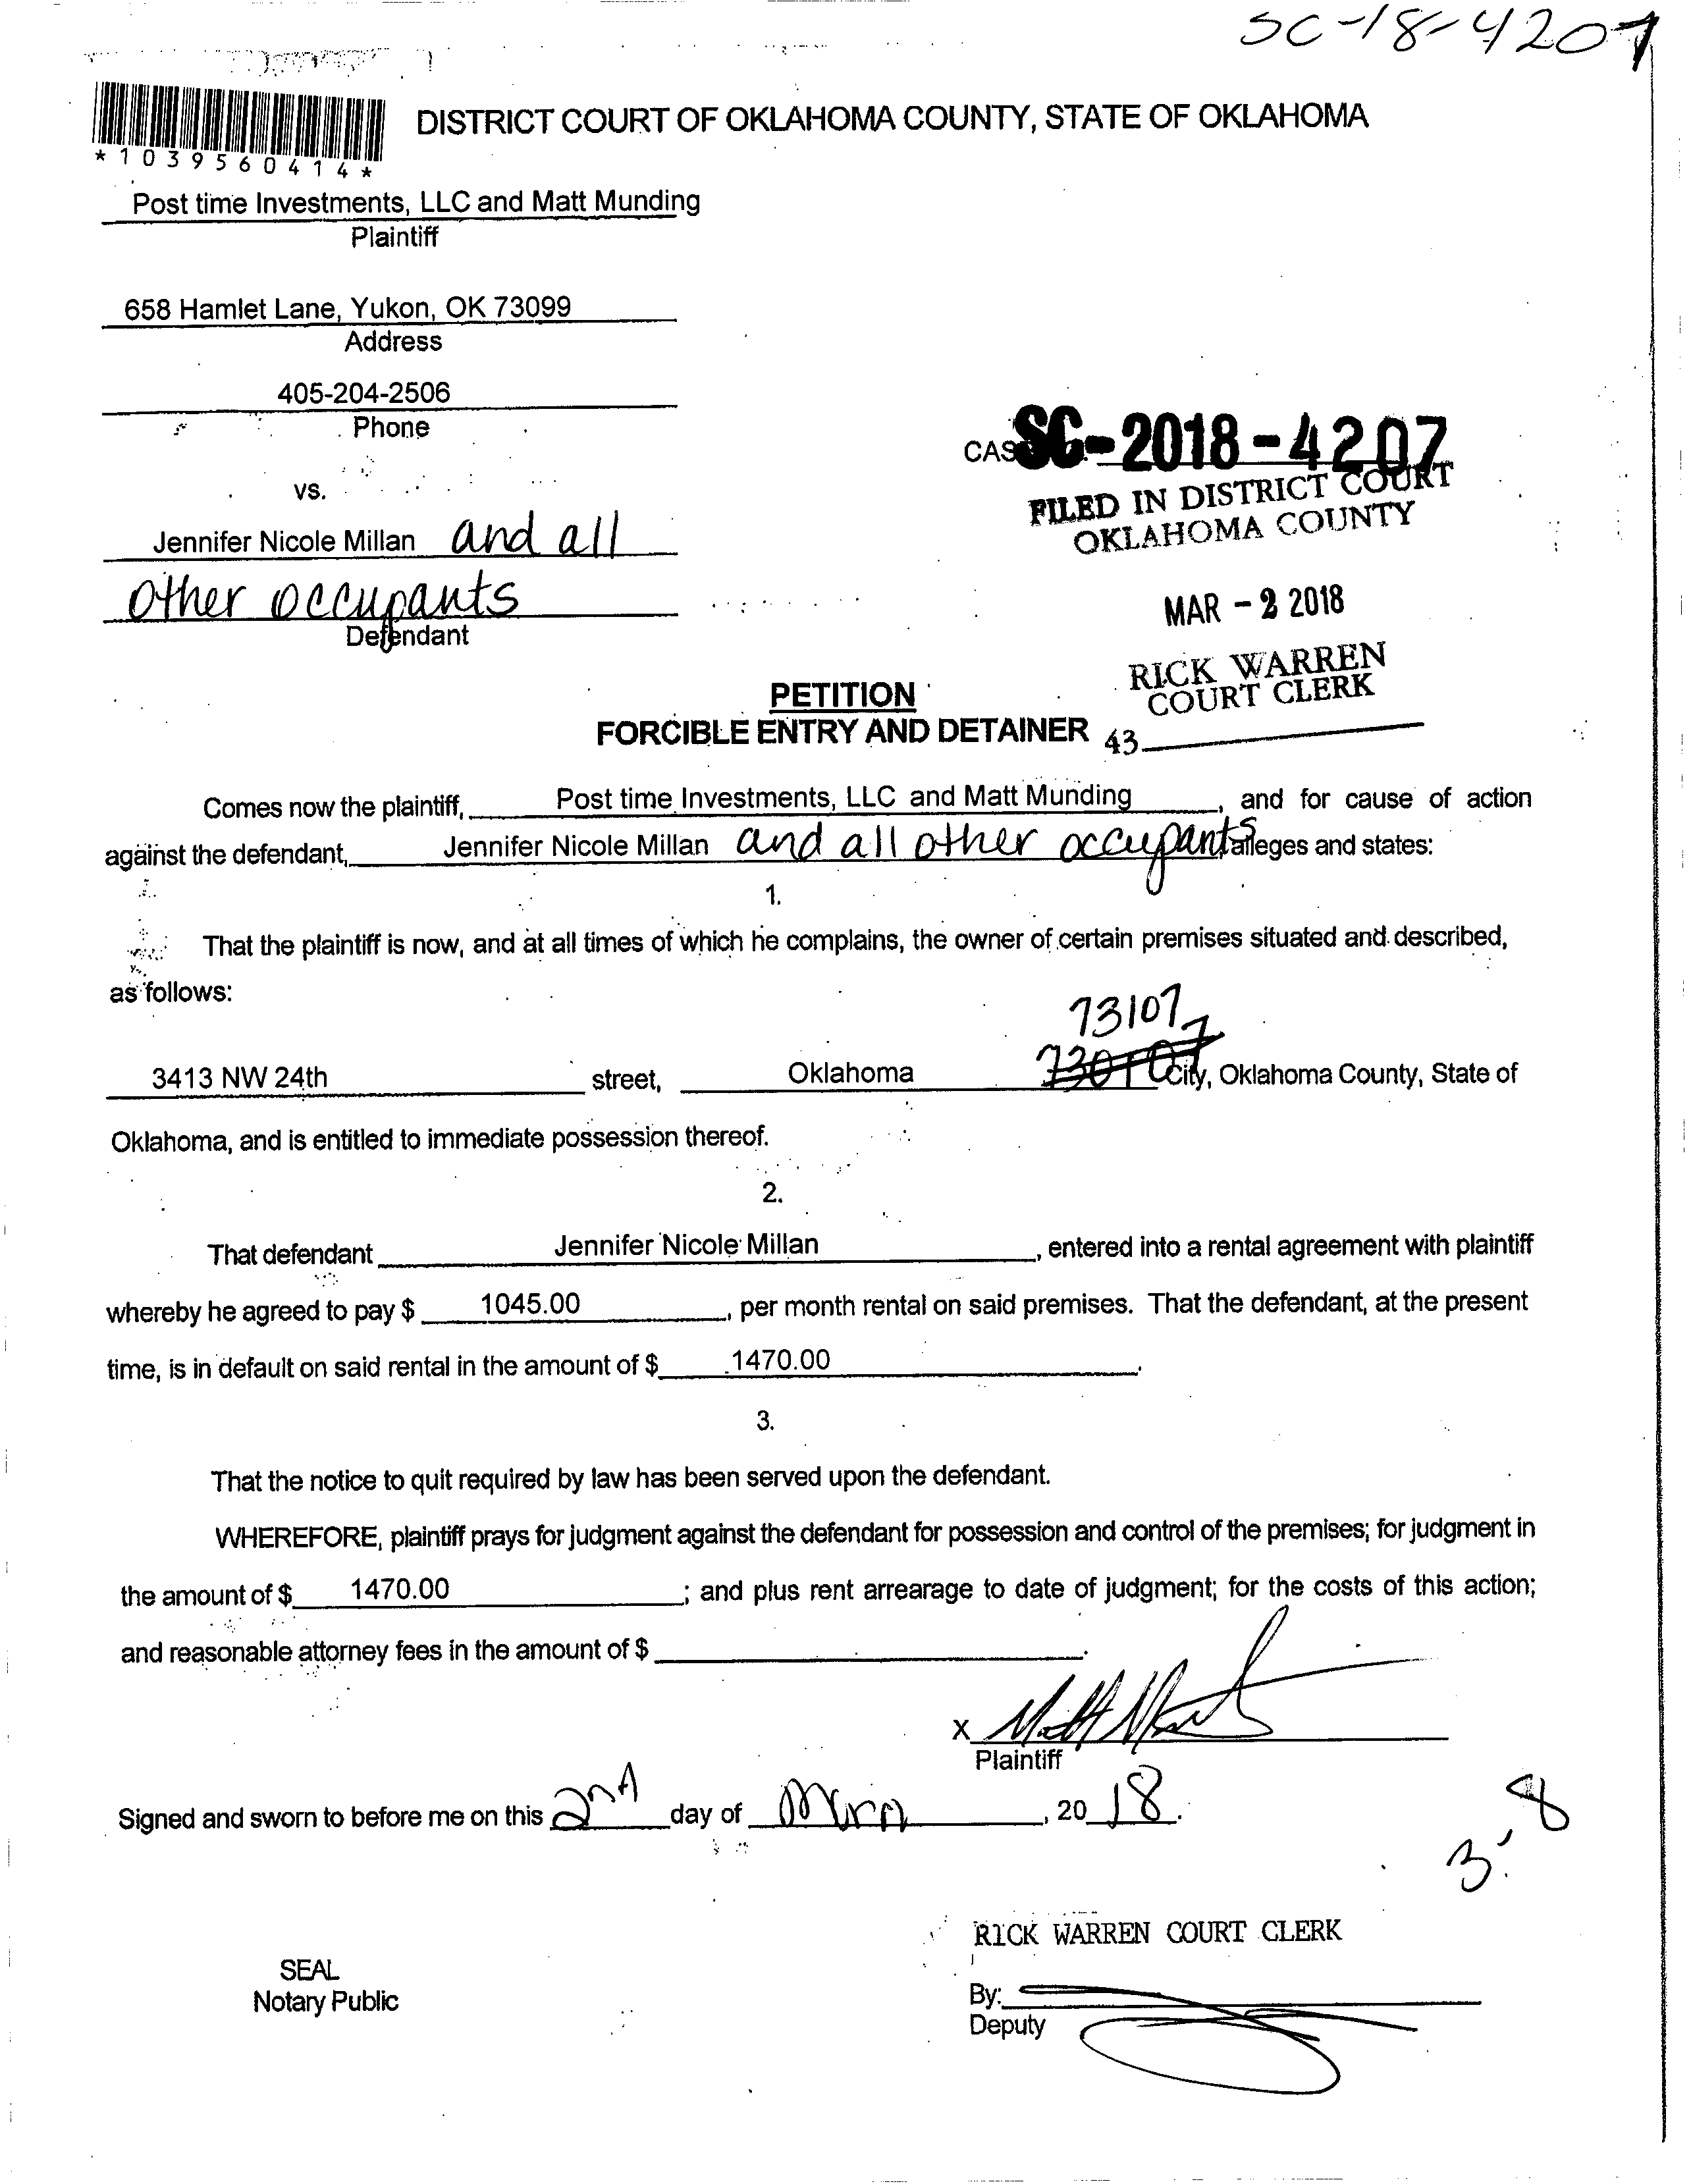 SC-18-4207
DISTRICT COURT OF OKLAHOMA COUNTY, STATE OF OKLAHOMA
*1039560414*
Post time Investments, LLC and Matt Munding
Plaintiff
658 Hamlet Lane, Yukon, OK 73099
Address
405-204-2506
Phone
CAS SC-2018-4207
FILED IN DISTRICT COURT
OKLAHOMA COUNTY
vs.
Jennifer Nicole Millan and all
other occupants
Defendant
MAR - 2 2018
RICK WARREN
COURT CLERK
43
PETITION
FORCIBLE ENTRY AND DETAINER
Comes now the plaintiff, Post time Investments, LLC and Matt Munding, and for cause of action
against the defendant, Jennifer Nicole Millan and all other occupants alleges and states:
1.
That the plaintiff is now, and at all times of which he complains, the owner of certain premises situated and described,
as follows:
73107
3413 NW 24th street, Oklahoma City, Oklahoma County, State of
Oklahoma, and is entitled to immediate possession thereof.
2.
That defendant Jennifer Nicole Millan, entered into a rental agreement with plaintiff
whereby he agreed to pay $ 1045.00, per month rental on said premises. That the defendant, at the present
time, is in default on said rental in the amount of $ 1470.00.
3.
That the notice to quit required by law has been served upon the defendant.
WHEREFORE, plaintiff prays for judgment against the defendant for possession and control of the premises; for judgment in
the amount of $ 1470.00; and plus rent arrearage to date of judgment; for the costs of this action;
and reasonable attorney fees in the amount of $ .
X
Plaintiff
Signed and sworn to before me on this 2nd day of , 20 18.
3-8
RICK WARREN COURT CLERK
SEAL
Notary Public
By:
Deputy